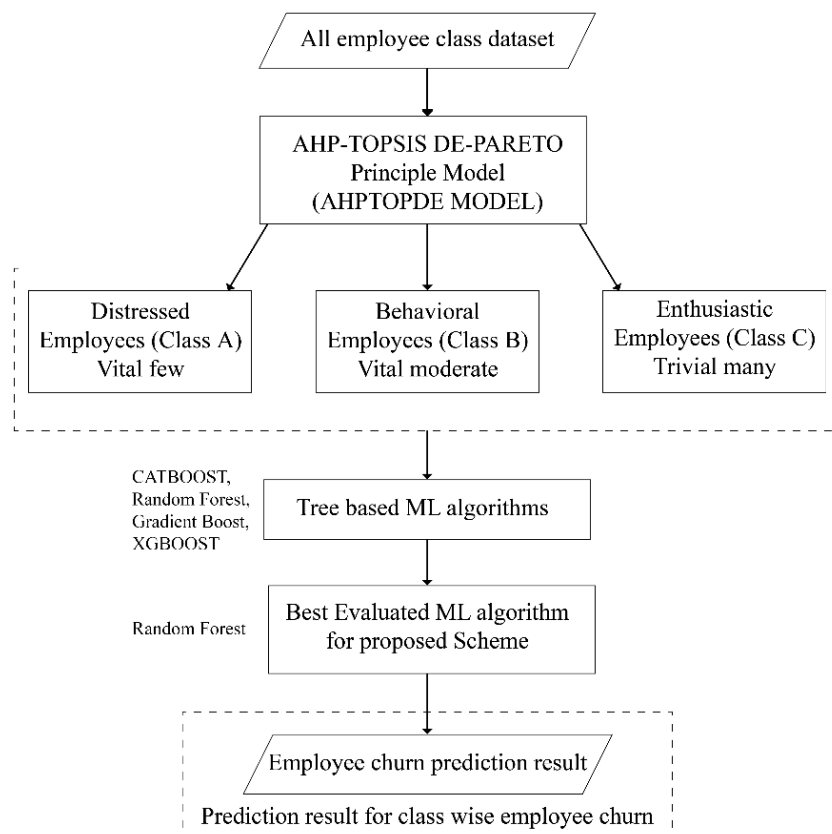 All employee class dataset
AHP-TOPSIS DE-PARETO
Principle Model
(AHPTOPDE MODEL)
Distressed
Employees (Class A)
Vital few
Behavioral
Employees (Class B)
Vital moderate
Enthusiastic
Employees (Class C)
Trivial many
CATBOOST,
Random Forest,
Gradient Boost,
XGBOOST
Tree based ML algorithms
Random Forest
Best Evaluated ML algorithm
for proposed Scheme
Employee churn prediction result
Prediction result for class wise employee churn